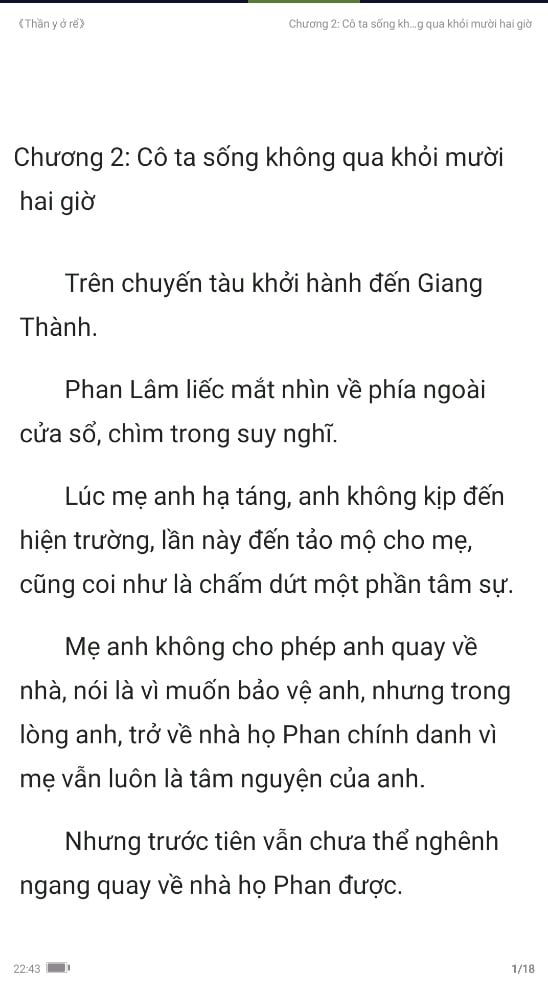 《Thần y ở rể》
Chương 2: Cô ta sống kh...g qua khỏi mười hai giờ
Chương 2: Cô ta sống không qua khỏi mười
hai giờ
Trên chuyến tàu khởi hành đến Giang
Thành.
Phan Lâm liếc mắt nhìn về phía ngoài
cửa sổ, chìm trong suy nghĩ.
Lúc mẹ anh hạ táng, anh không kịp đến
hiện trường, lần này đến tảo mộ cho mẹ,
cũng coi như là chấm dứt một phần tâm sự.
Mẹ anh không cho phép anh quay về
nhà, nói là vì muốn bảo vệ anh, nhưng trong
lòng anh, trở về nhà họ Phan chính danh vì
mẹ vẫn luôn là tâm nguyện của anh.
Nhưng trước tiên vẫn chưa thể nghênh
ngang quay về nhà họ Phan được.
22:43
1/18